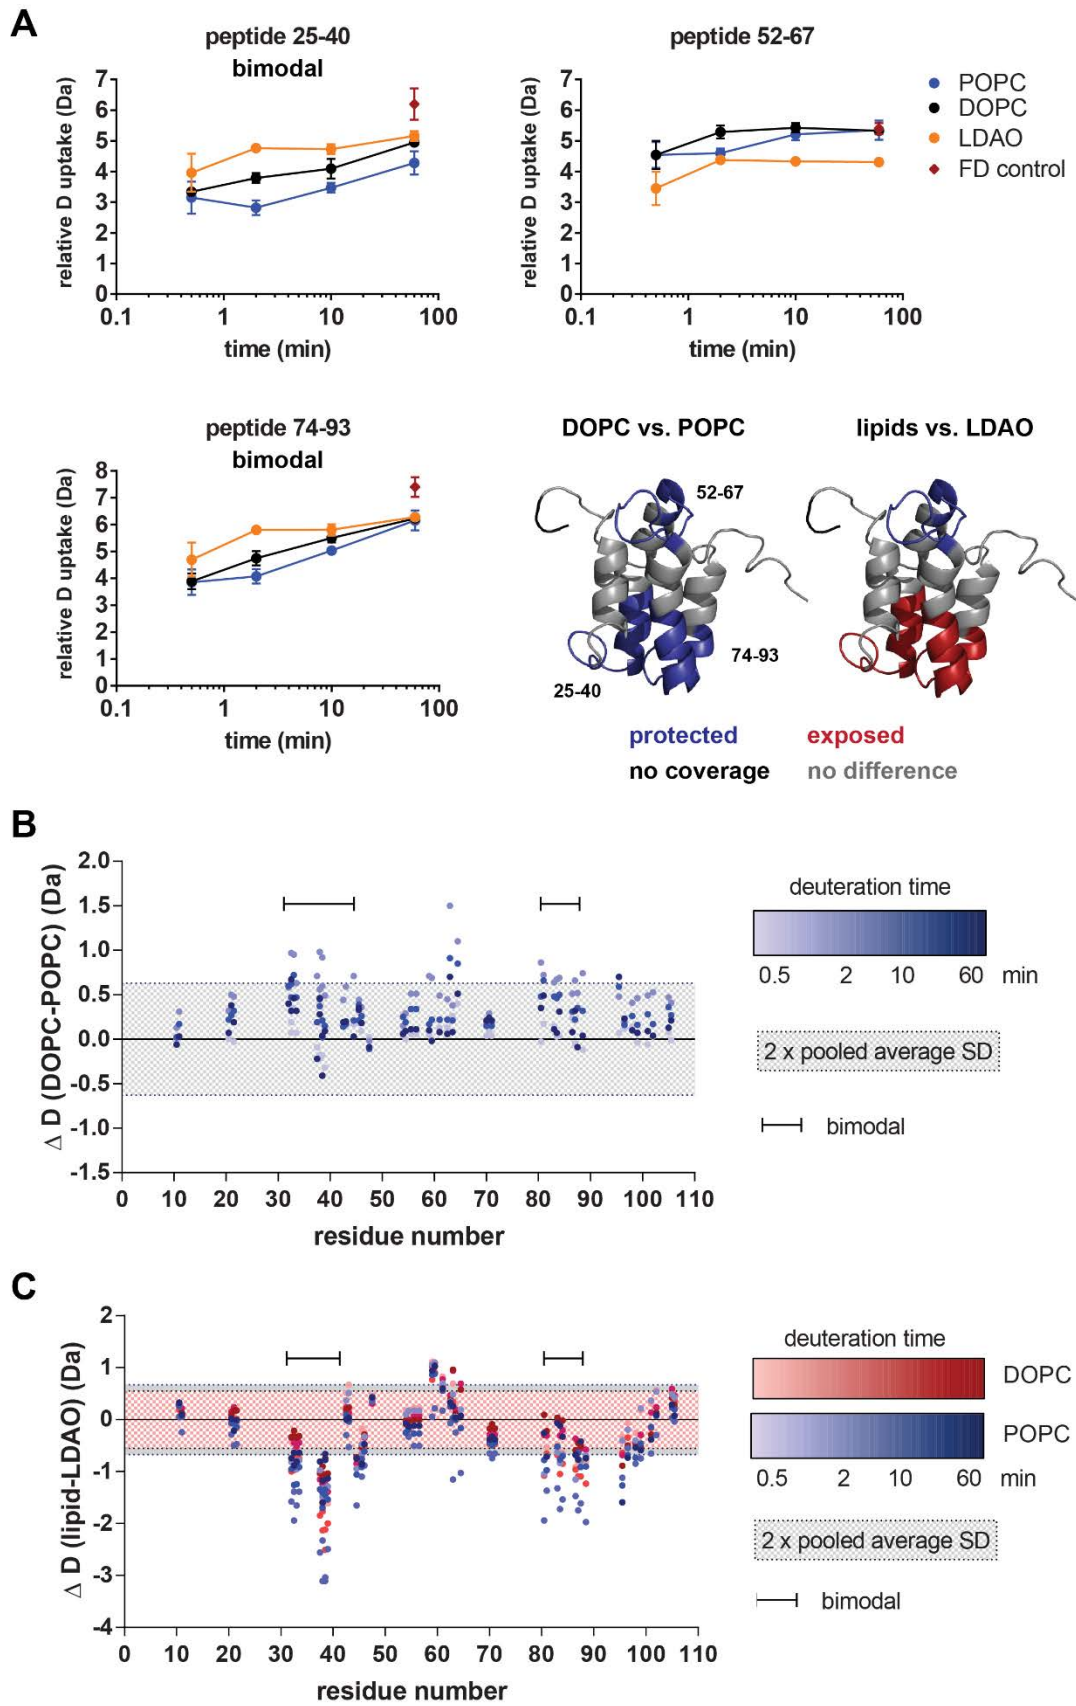 A
peptide 25-40
bimodal
relative D uptake (Da)
7
6
5
4
3
2
1
0
0.1
1
10
100
time (min)
peptide 52-67
relative D uptake (Da)
7
6
5
4
3
2
1
0
0.1
1
10
100
time (min)
POPC
DOPC
LDAO
FD control
peptide 74-93
bimodal
relative D uptake (Da)
8
7
6
5
4
3
2
1
0
0.1
1
10
100
time (min)
DOPC vs. POPC
lipids vs. LDAO
52-67
74-93
25-40
protected
exposed
no coverage
no difference
B
Δ D (DOPC-POPC) (Da)
2.0
1.5
1.0
0.5
0.0
-0.5
-1.0
-1.5
0 10 20 30 40 50 60 70 80 90 100 110
residue number
deuteration time
0.5 2 10 60 min
2 x pooled average SD
bimodal
C
Δ D (lipid-LDAO) (Da)
2
1
0
-1
-2
-3
-4
0 10 20 30 40 50 60 70 80 90 100 110
residue number
deuteration time
DOPC
POPC
0.5 2 10 60 min
2 x pooled average SD
bimodal